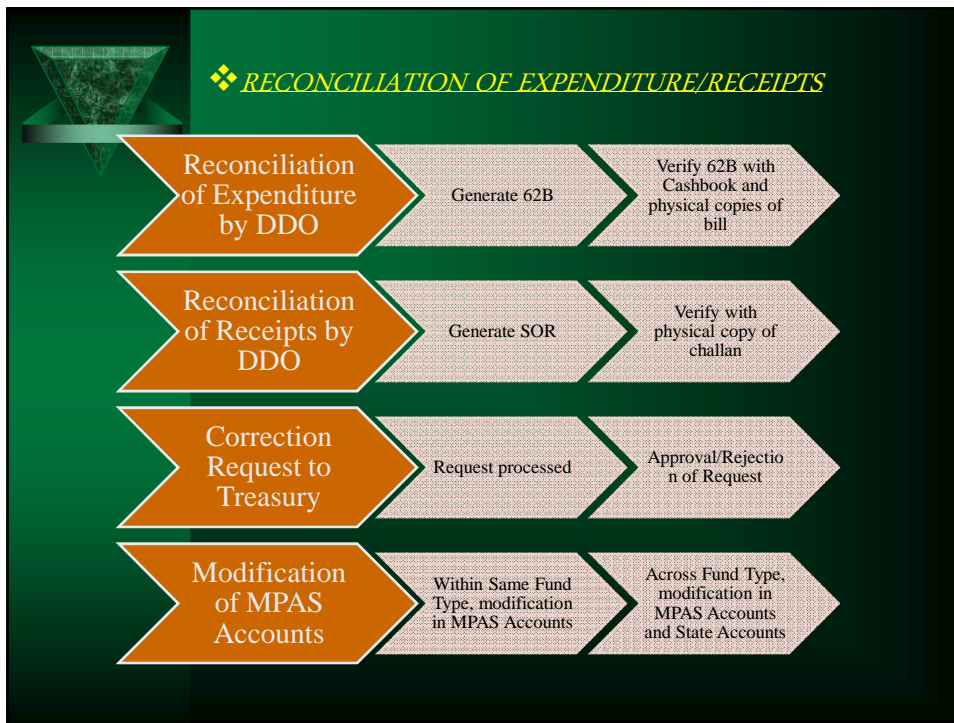 ❖ RECONCILIATION OF EXPENDITURE/RECEIPTS
Reconciliation
of Expenditure
by DDO
Generate 62B
Verify 62B with
Cashbook and
physical copies of
bill
Reconciliation
of Receipts by
DDO
Generate SOR
Verify with
physical copy of
challan
Correction
Request to
Treasury
Request processed
Approval/Rejectio
n of Request
Modification
of MPAS
Accounts
Within Same Fund
Type, modification
in MPAS Accounts
Across Fund Type,
modification in
MPAS Accounts
and State Accounts